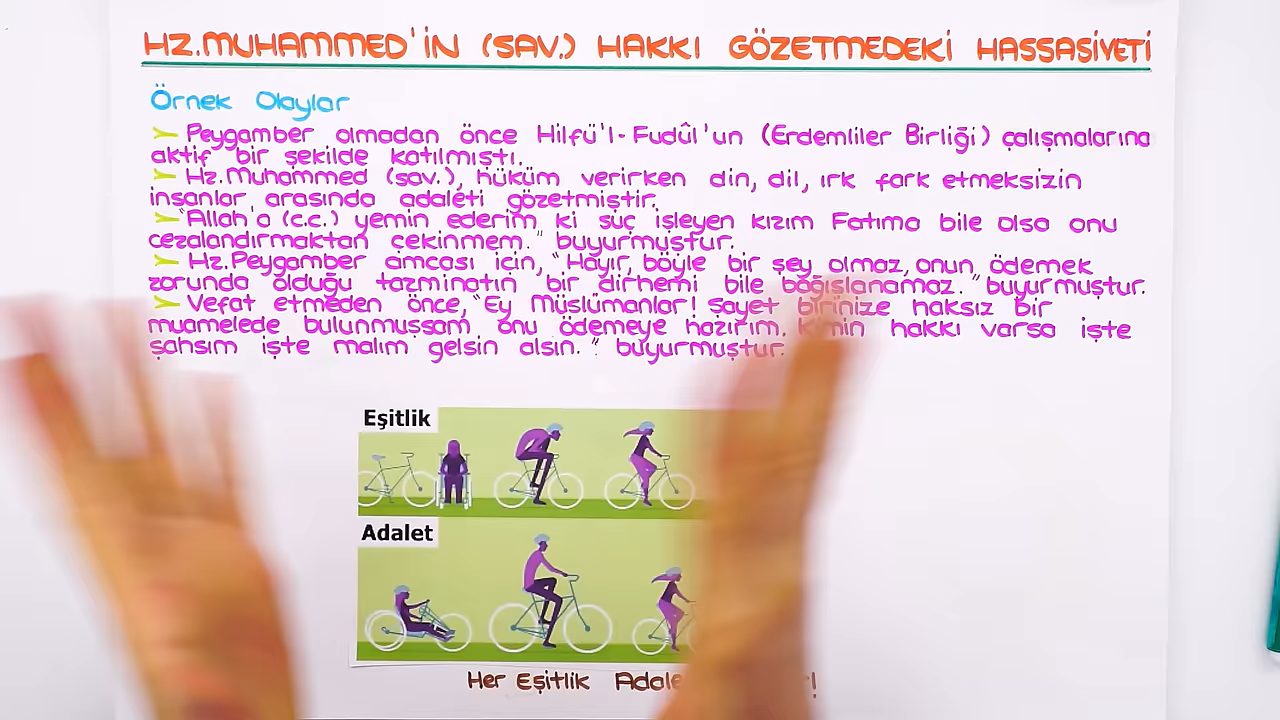 HZ.MUHAMMED'İN (SAV.) HAKKI GÖZETMEDEKİ HASSASİYETİ
Örnek Olaylar
Peygamber olmadan önce Hilfü'l-Fudûl'un (Erdemliler Birliği) çalışmalarına
aktif bir şekilde katılmıştı.
Hz.Muhammed (sav.), hüküm verirken din, dil, ırk fark etmeksizin
insanlar arasında adaleti gözetmiştir.
"Allah'a (c.c.) yemin ederim ki suç işleyen kızım Fatıma bile olsa onu
cezalandırmaktan çekinmem." buyurmuştur.
Hz.Peygamber amcası için, "Hayır, böyle bir şey olmaz, onun ödemek
zorunda olduğu tazminatın bir dirhemi bile bağışlanamaz." buyurmuştur.
Vefat etmeden önce, "Ey Müslümanlar! Şayet birinize haksız bir
muamelede bulunmuşsam, onu ödemeye hazırım. Kimin hakkı varsa işte
şahsım işte malım gelsin alsın." buyurmuştur.
Eşitlik
Adalet
Her Eşitlik